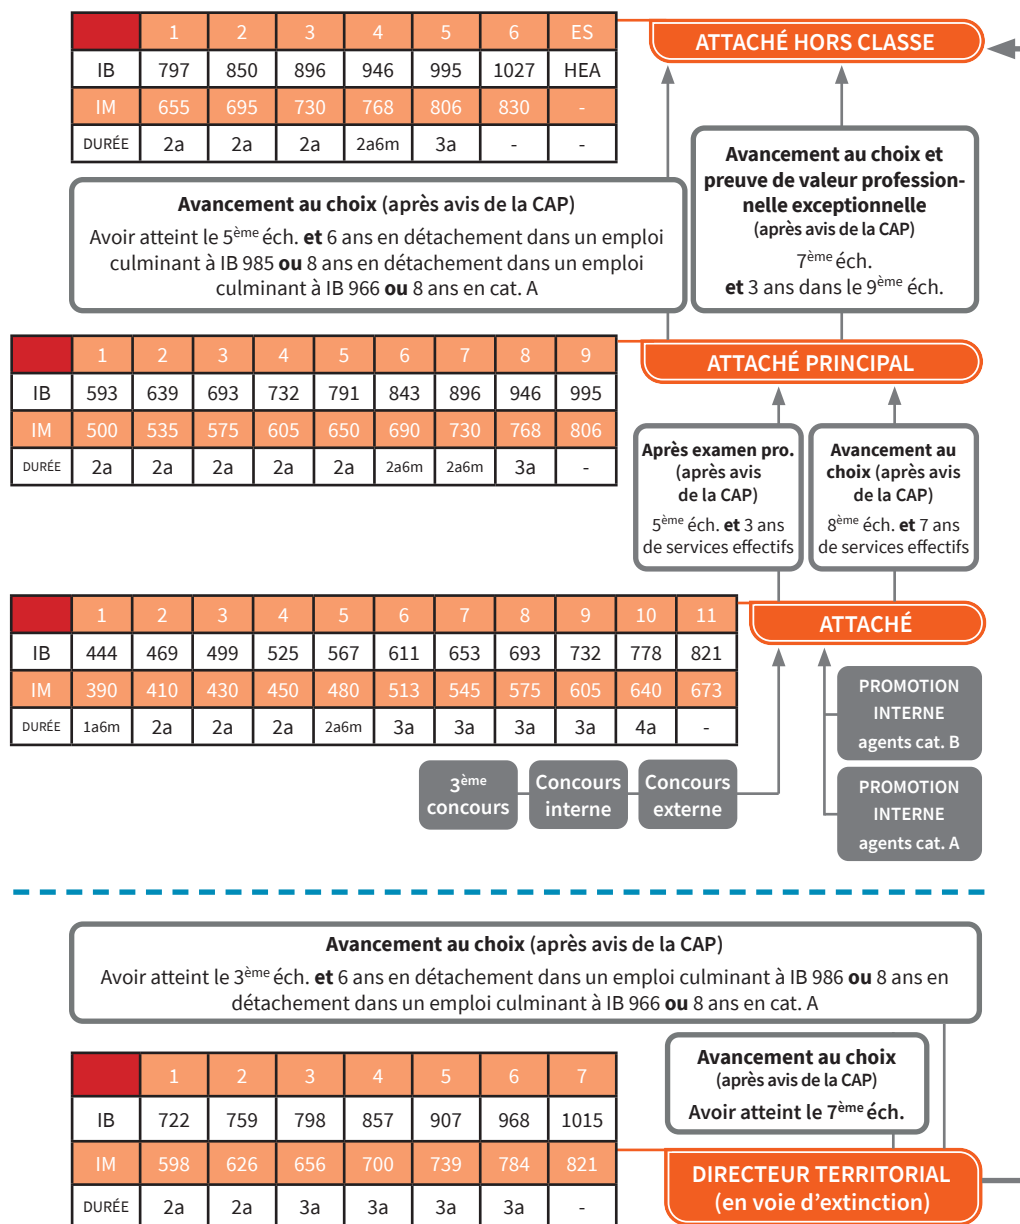 1 2 3 4 5 6 ES
IB 797 850 896 946 995 1027 HEA
IM 655 695 730 768 806 830 -
DURÉE 2a 2a 2a 2a6m 3a - -
ATTACHÉ HORS CLASSE
Avancement au choix (après avis de la CAP)
Avoir atteint le 5ème éch. et 6 ans en détachement dans un emploi
culminant à IB 985 ou 8 ans en détachement dans un emploi
culminant à IB 966 ou 8 ans en cat. A
Avancement au choix et
preuve de valeur profession-
nelle exceptionnelle
(après avis de la CAP)
7ème éch.
et 3 ans dans le 9ème éch.
1 2 3 4 5 6 7 8 9
IB 593 639 693 732 791 843 896 946 995
IM 500 535 575 605 650 690 730 768 806
DURÉE 2a 2a 2a 2a 2a 2a6m 2a6m 3a -
ATTACHÉ PRINCIPAL
Après examen pro.
(après avis
de la CAP)
5ème éch. et 3 ans
de services effectifs
Avancement au
choix (après avis
de la CAP)
8ème éch. et 7 ans
de services effectifs
1 2 3 4 5 6 7 8 9 10 11
IB 444 469 499 525 567 611 653 693 732 778 821
IM 390 410 430 450 480 513 545 575 605 640 673
DURÉE 1a6m 2a 2a 2a 2a6m 3a 3a 3a 3a 4a -
ATTACHÉ
3ème
concours
Concours
interne
Concours
externe
PROMOTION
INTERNE
agents cat. B
PROMOTION
INTERNE
agents cat. A
Avancement au choix (après avis de la CAP)
Avoir atteint le 3ème éch. et 6 ans en détachement dans un emploi culminant à IB 986 ou 8 ans en
détachement dans un emploi culminant à IB 966 ou 8 ans en cat. A
Avancement au choix
(après avis de la CAP)
Avoir atteint le 7ème éch.
1 2 3 4 5 6 7
IB 722 759 798 857 907 968 1015
IM 598 626 656 700 739 784 821
DURÉE 2a 2a 3a 3a 3a 3a -
DIRECTEUR TERRITORIAL
(en voie d'extinction)